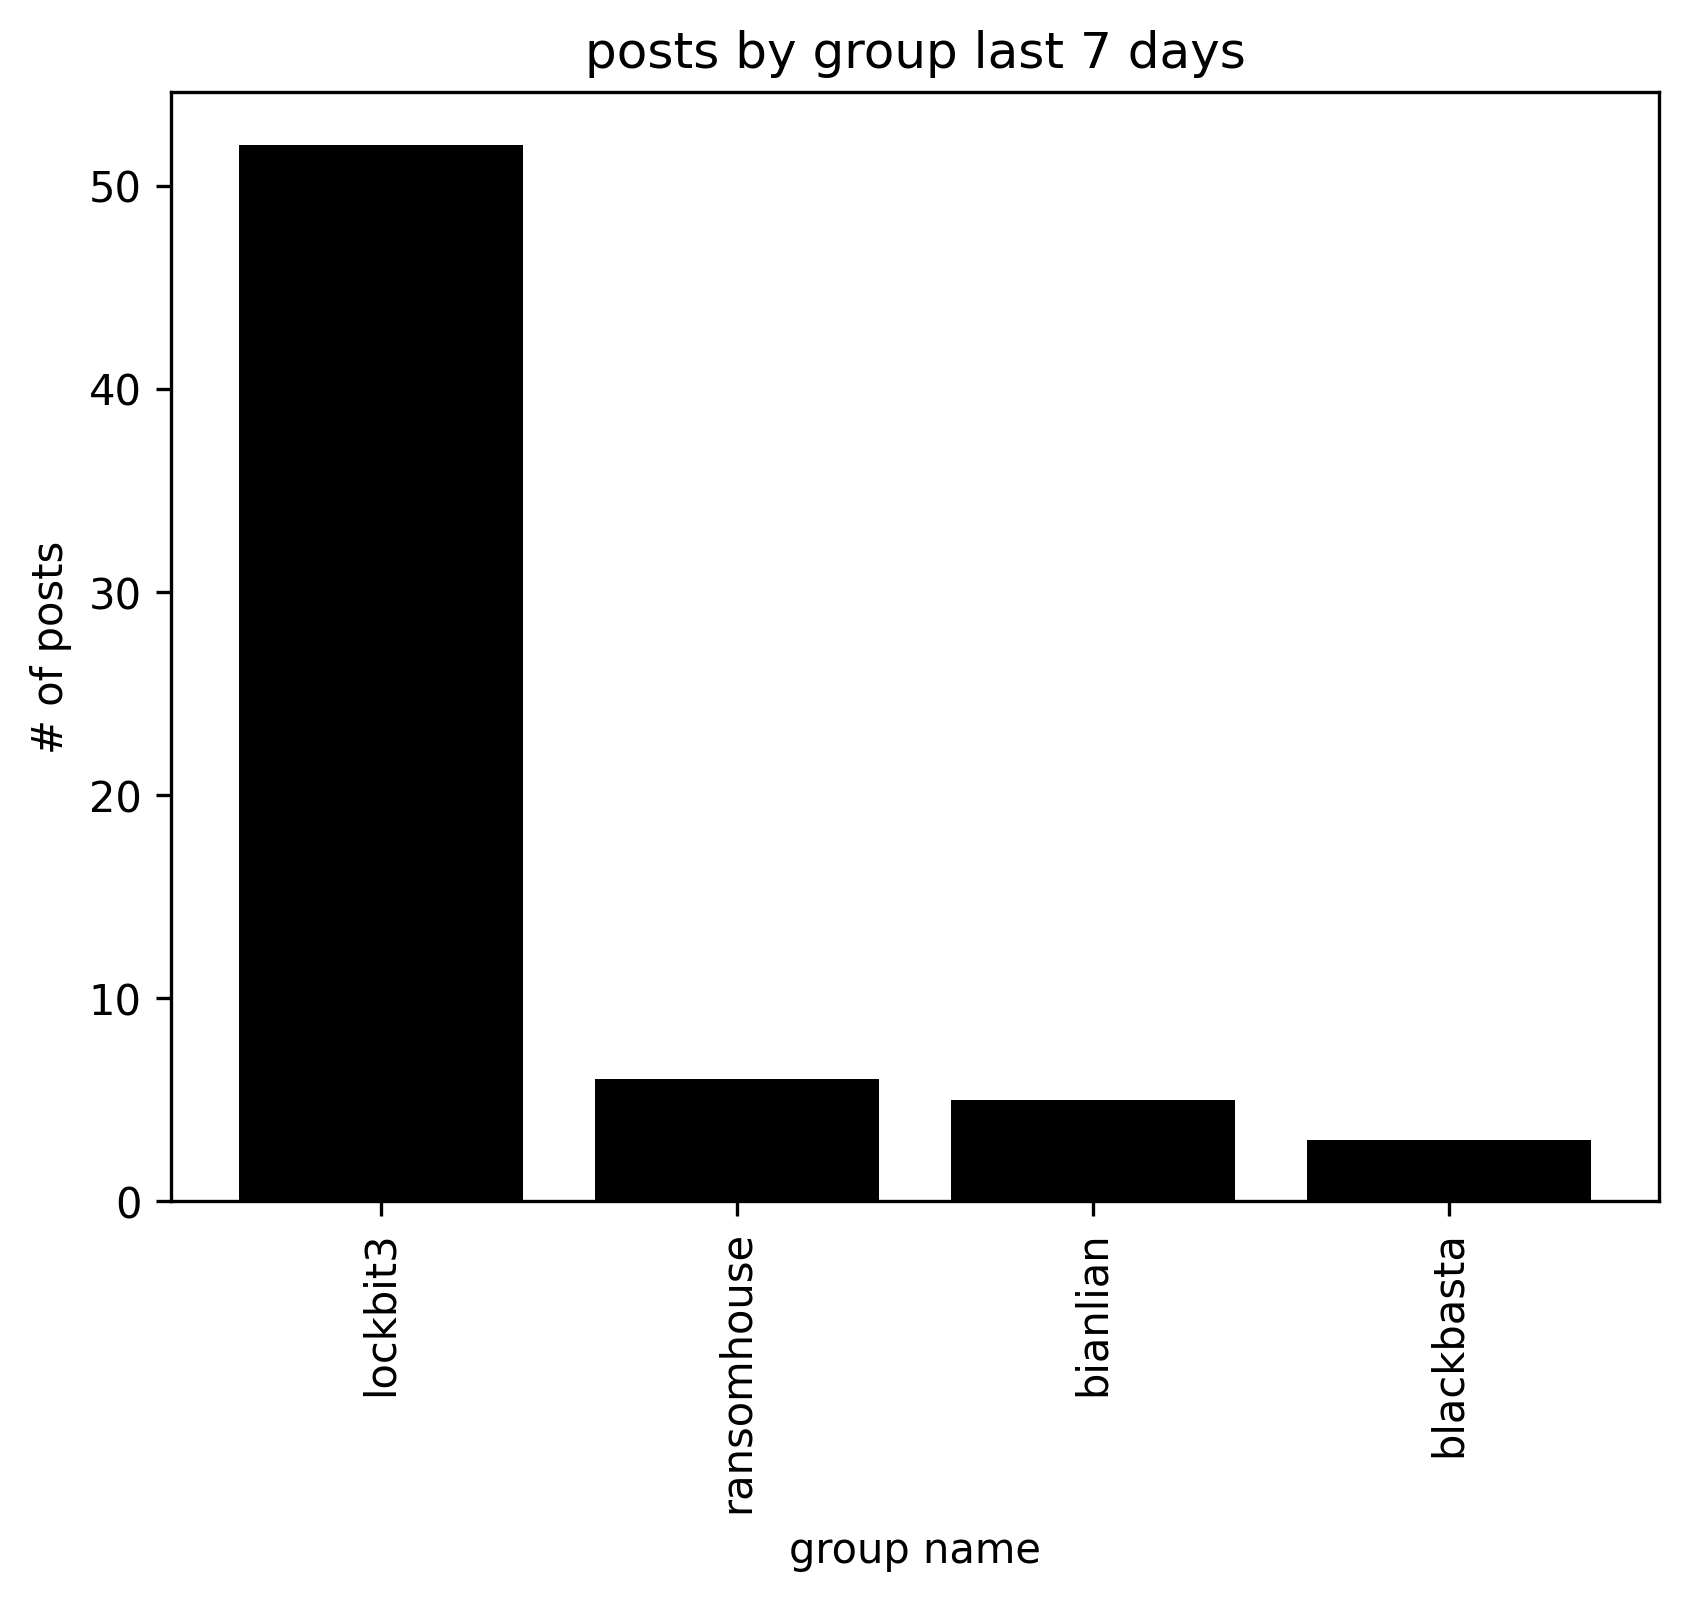 posts by group last 7 days
# of posts
50
40
30
20
10
0
lockbit3
ransomhouse
bianlian
blackbasta
group name